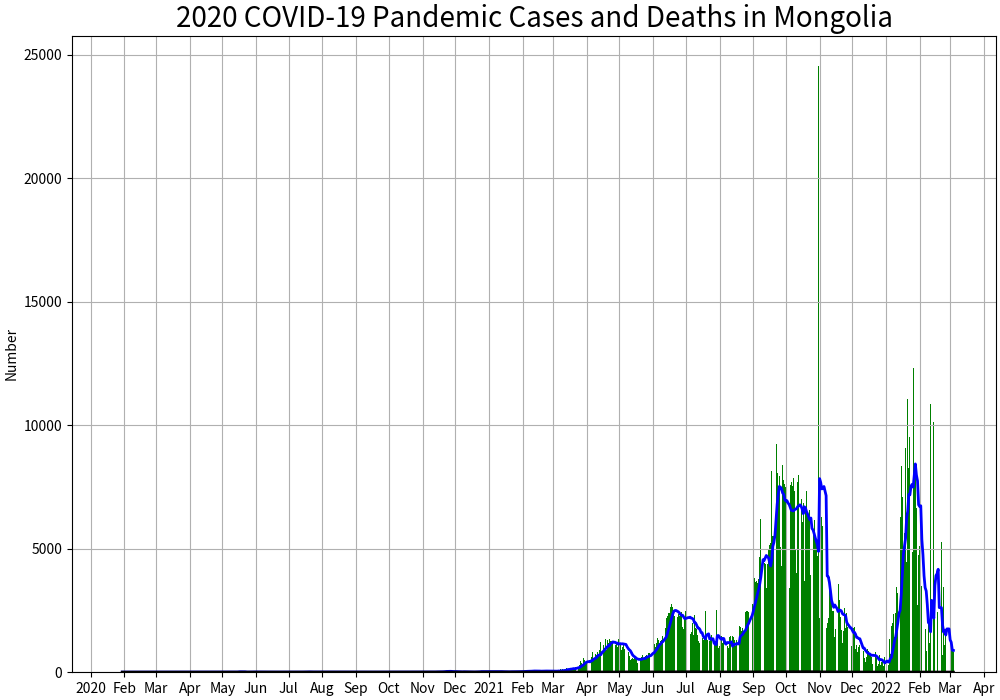 2020 COVID-19 Pandemic Cases and Deaths in Mongolia
25000
20000
15000
10000
5000
0
Number
2020 Feb Mar Apr May Jun Jul Aug Sep Oct Nov Dec 2021 Feb Mar Apr May Jun Jul Aug Sep Oct Nov Dec 2022 Feb Mar Apr